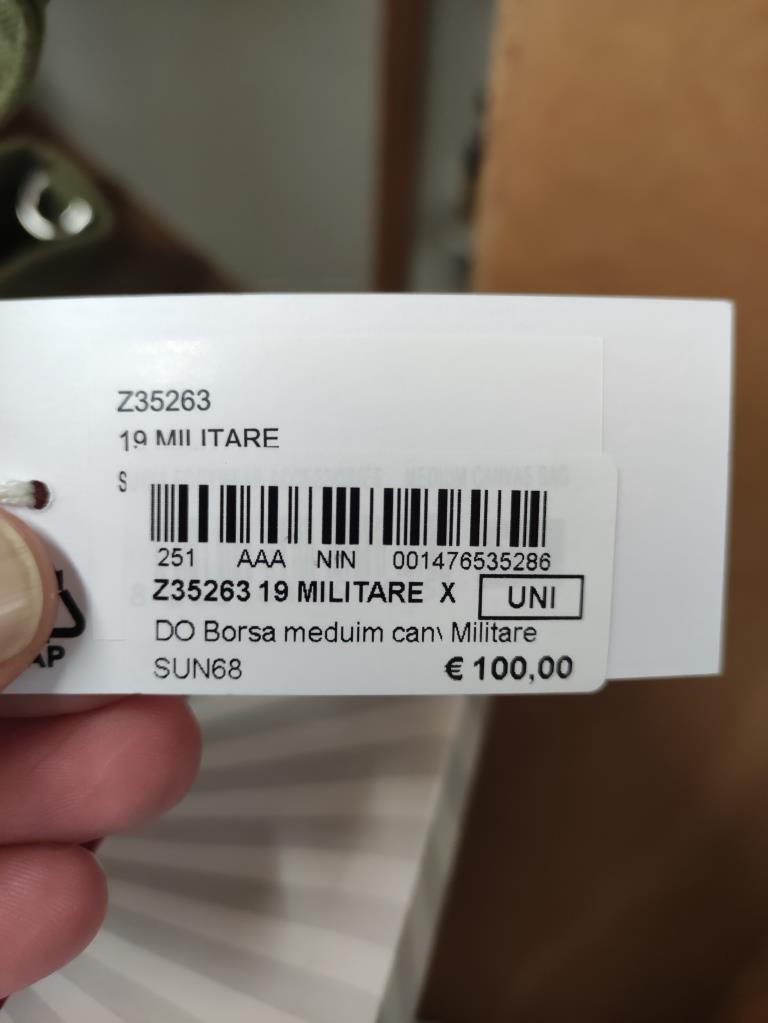 Z35263
19 MILITARE
S
251 AAA NIN 001476535286
Z35263 19 MILITARE X UNI
DO Borsa meduim can Militare
SUN68 € 100,00
AP